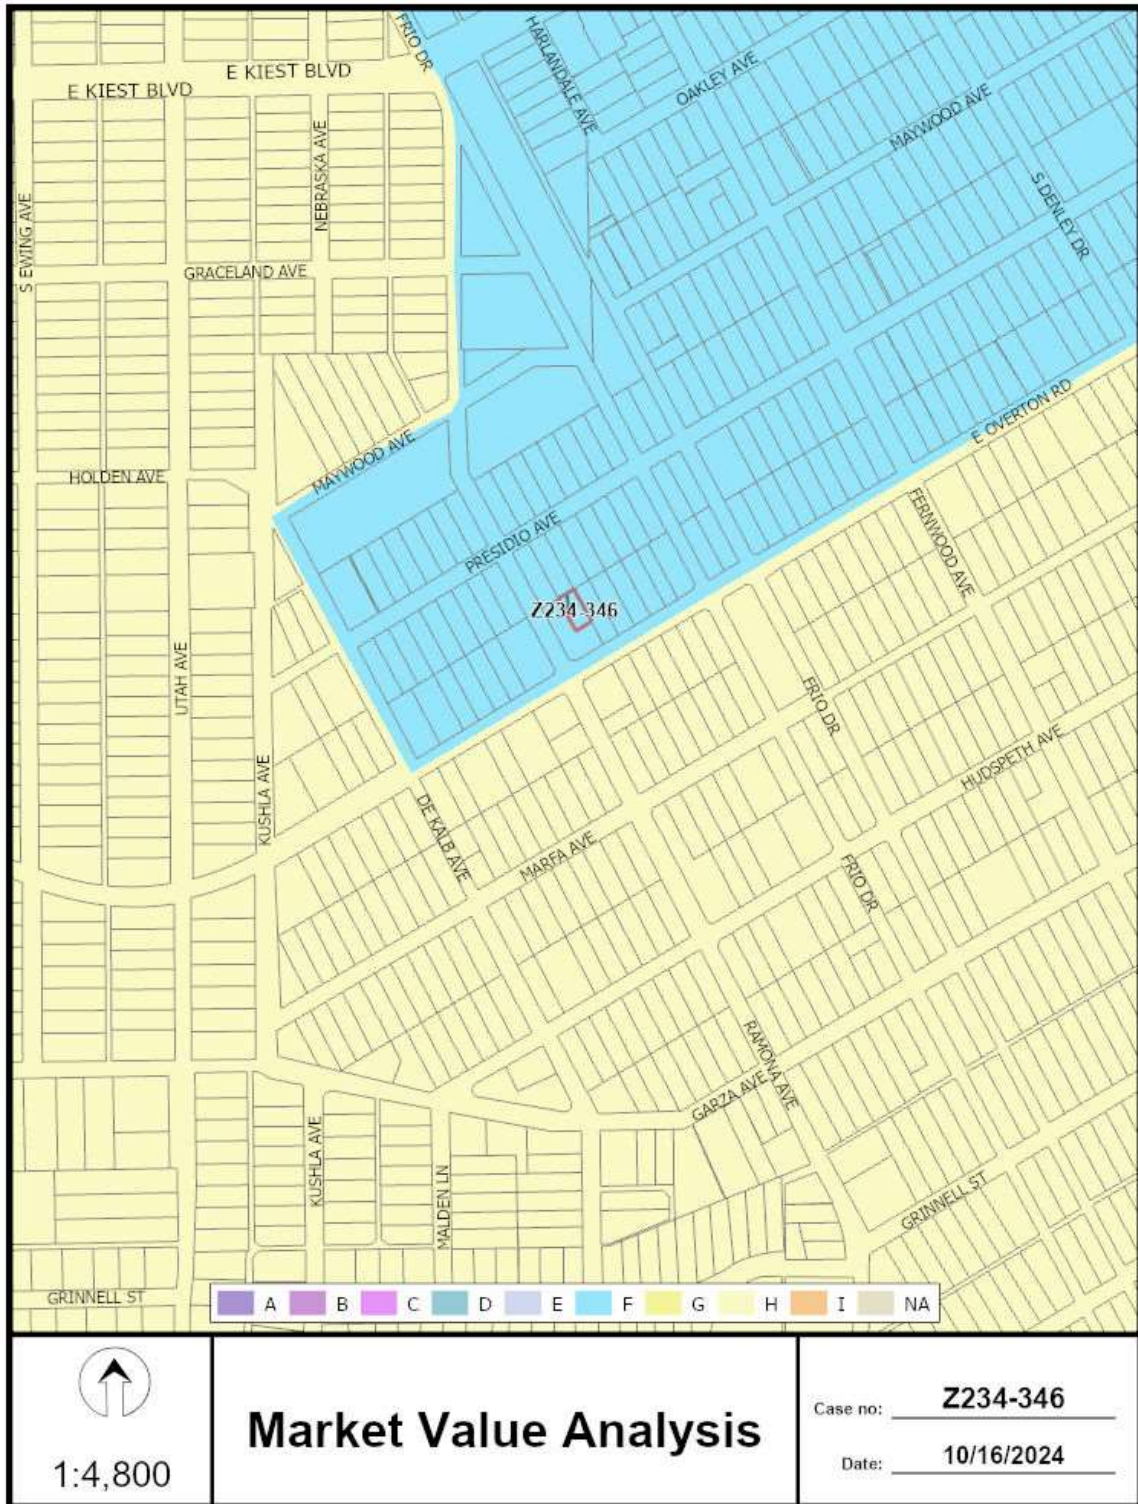 FRIO DR
HARLANDALE AVE
E KIEST BLVD
E KIEST BLVD
OAKLEY AVE
MAYWOOD AVE
NEBRASKA AVE
S EWING AVE
S DENLEY DR
GRACELAND AVE
E OVERTON RD
MAYWOOD AVE
HOLDEN AVE
PRESIDIO AVE
FERNWOOD AVE
Z234-346
UTAH AVE
FRIO DR
HUDSPETH AVE
KUSHLA AVE
DE KALB AVE
MARFA AVE
FRIO DR
RAMONA AVE
GARZA AVE
KUSHLA AVE
MALDEN LN
GRINNELL ST
GRINNELL ST
A B C D E F G H I NA
1:4,800
Market Value Analysis
Case no: Z234-346
Date: 10/16/2024